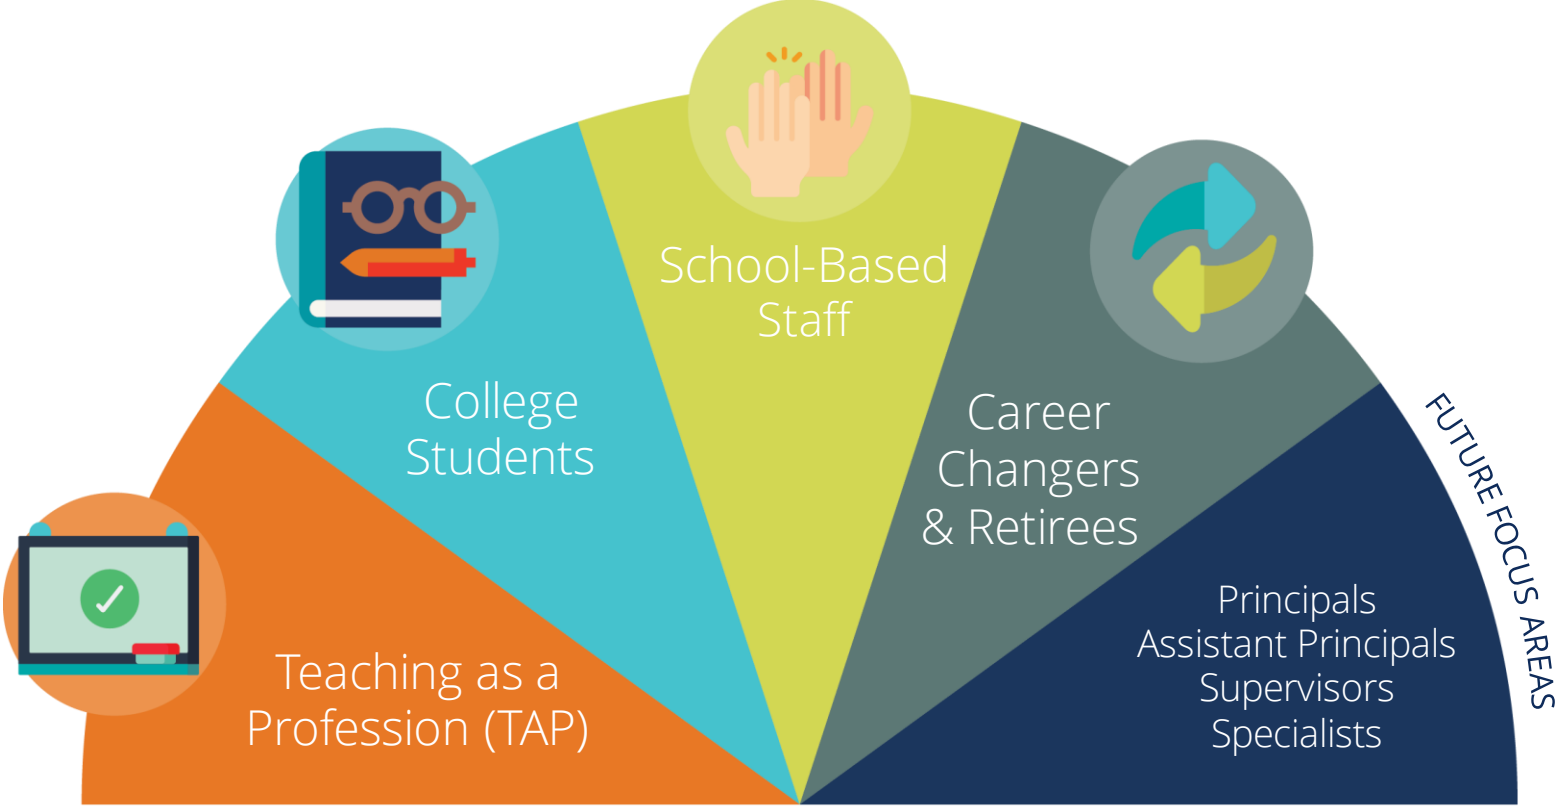 Teaching as a
Profession (TAP)
College
Students
School-Based
Staff
Career
Changers
& Retirees
Principals
Assistant Principals
Supervisors
Specialists
FUTURE FOCUS AREAS